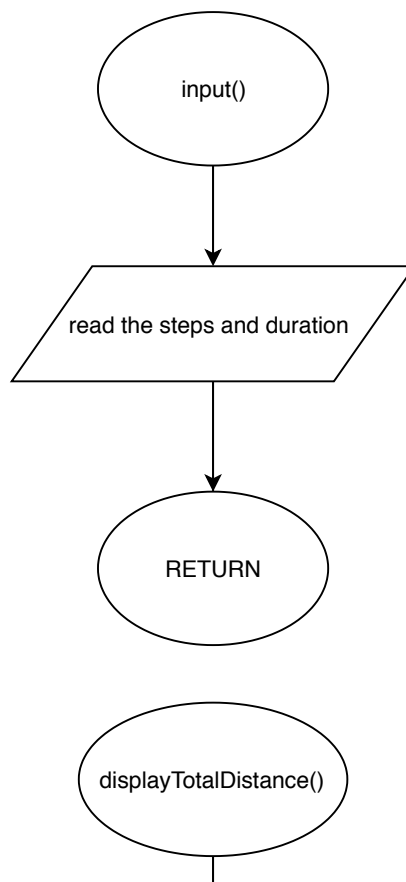 input()
read the steps and duration
RETURN
displayTotalDistance()